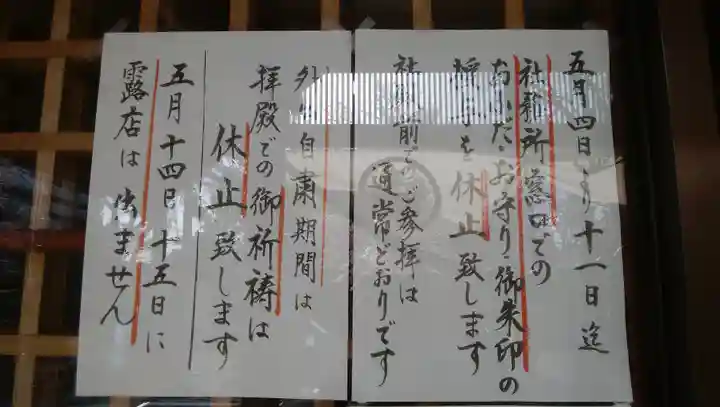 五月四日より十一日迄
社務所窓口での
おふだ・お守り・御朱印の
授与を休止致します
社殿前でのご参拝は
通常どおりです
外出自粛期間は
拝殿での御祈祷は
休止致します
五月十四日十五日に
露店は出ません